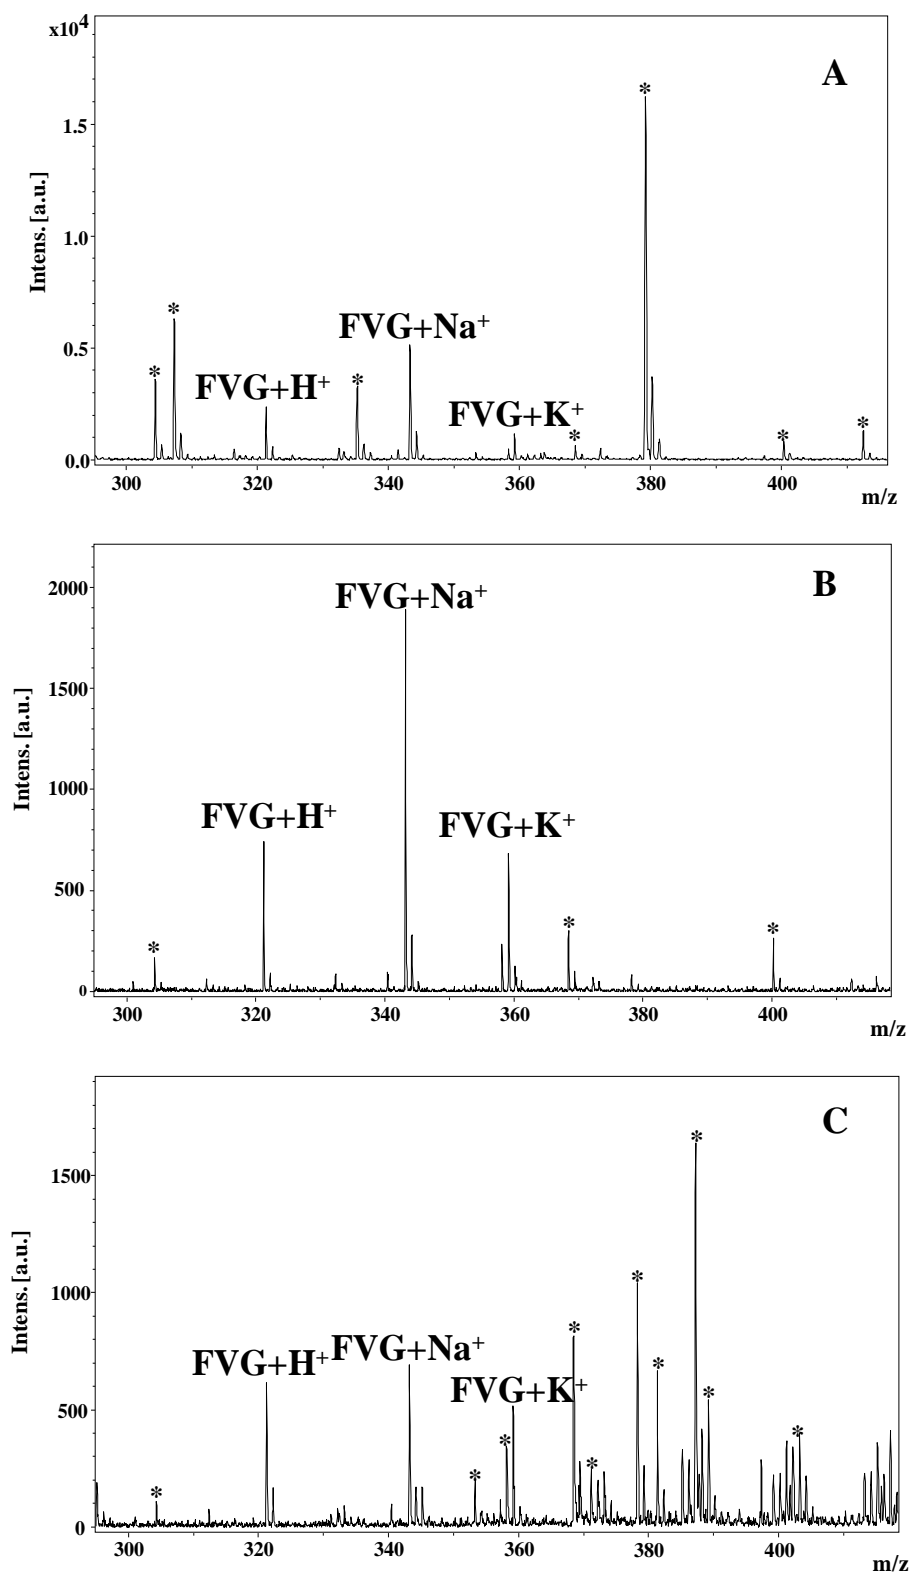 x10⁴
A
*
1.5
Intens. [a.u.]
1.0
*
FVG+Na⁺
0.5
*
FVG+H⁺
*
FVG+K⁺
*
*
*
0.0
300 320 340 360 380 400
m/z
B
2000
FVG+Na⁺
1500
Intens. [a.u.]
1000
FVG+H⁺
FVG+K⁺
500
*
*
*
0
300 320 340 360 380 400
m/z
C
*
1500
Intens. [a.u.]
*
1000
*
FVG+H⁺
FVG+Na⁺
*
FVG+K⁺
*
500
*
*
*
*
*
0
300 320 340 360 380 400
m/z